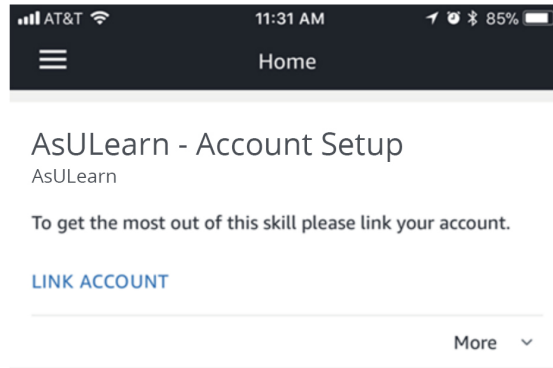 AT&T 11:31 AM 85%
Home
AsULearn - Account Setup
AsULearn
To get the most out of this skill please link your account.
LINK ACCOUNT
More